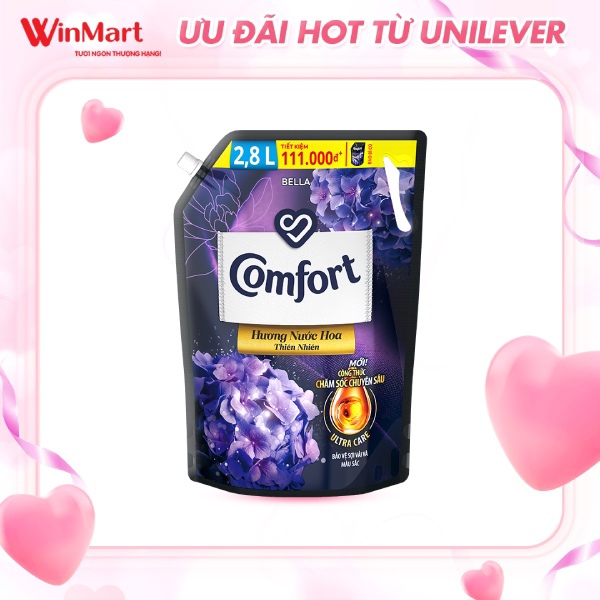 WinMart
TƯƠI NGON THƯỢNG HẠNG!
ƯU ĐÃI HOT TỪ UNILEVER
2,8 L
TIẾT KIỆM
111.000đ+
BELLA
Comfort
Hương Nước Hoa
Thiên Nhiên
MỚI!
CÔNG THỨC
CHĂM SÓC CHUYÊN SÂU
ULTRA CARE
BẢO VỆ SỢI VẢI VÀ
MÀU SẮC